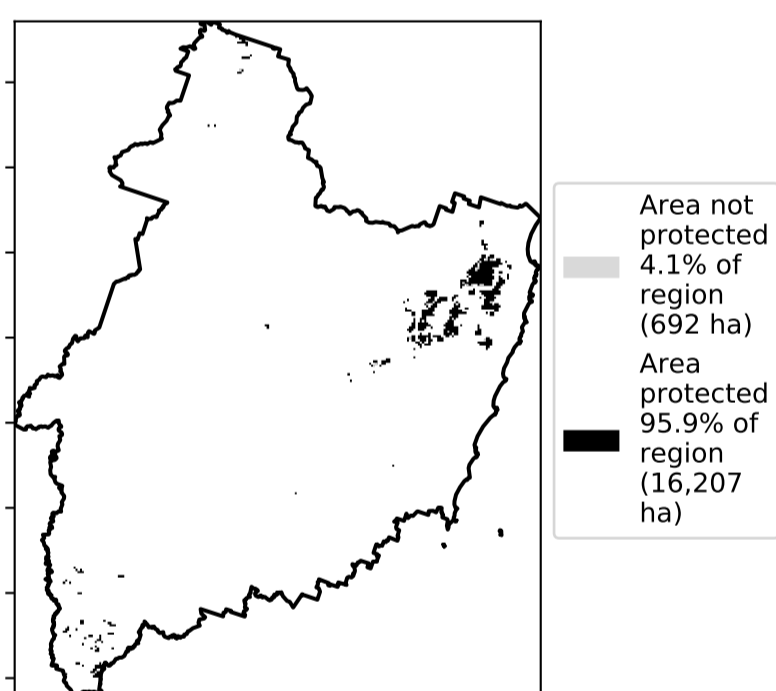 Area not
protected
4.1% of
region
(692 ha)
Area
protected
95.9% of
region
(16,207
ha)